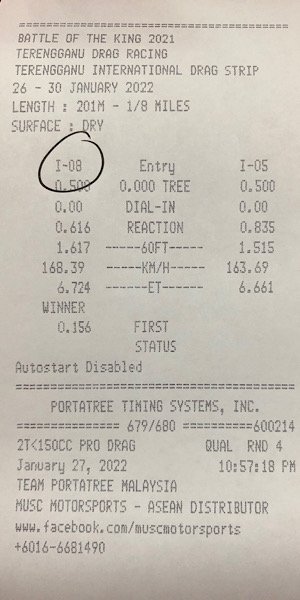 =====================================
BATTLE OF THE KING 2021
TERENGGANU DRAG RACING
TERENGGANU INTERNATIONAL DRAG STRIP
26 - 30 JANUARY 2022
LENGTH : 201M - 1/8 MILES
SURFACE : DRY
I-08 Entry I-05
0.500 0.000 TREE 0.500
0.00 DIAL-IN 0.00
0.616 REACTION 0.835
1.617 -----60FT----- 1.515
168.39 -----KM/H----- 163.69
6.724 ------ET------ 6.661
WINNER
0.156 FIRST
STATUS
Autostart Disabled
=====================================
PORTATREE TIMING SYSTEMS, INC.
============== 679/680 ==========600214
2T<150CC PRO DRAG QUAL RND 4
January 27, 2022 10:57:18 PM
TEAM PORTATREE MALAYSIA
MUSC MOTORSPORTS - ASEAN DISTRIBUTOR
www.facebook.com/muscmotorsports
+6016-6681490